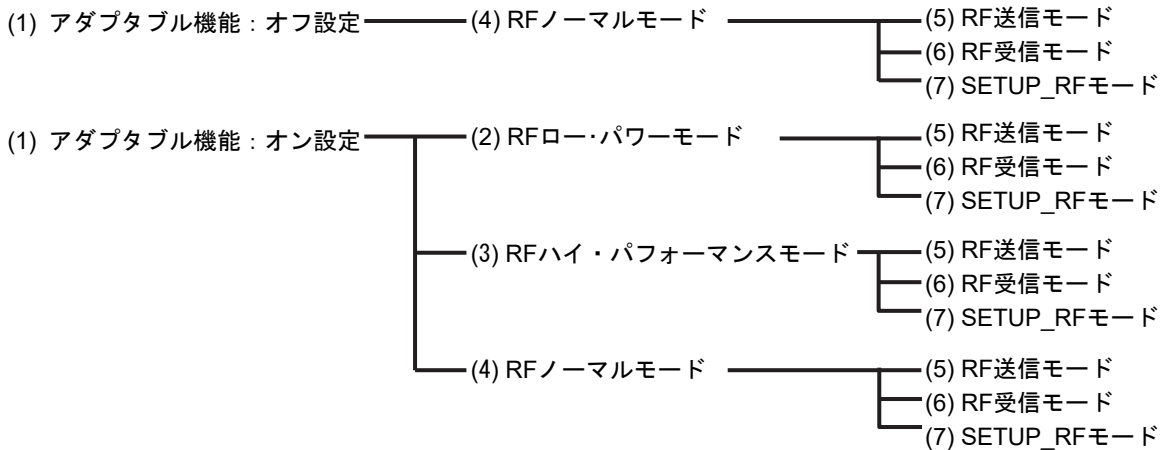 (1) アダプタブル機能：オフ設定
(4) RFノーマルモード
(5) RF送信モード
(6) RF受信モード
(7) SETUP_RFモード
(1) アダプタブル機能：オン設定
(2) RFロー･パワーモード
(5) RF送信モード
(6) RF受信モード
(7) SETUP_RFモード
(3) RFハイ・パフォーマンスモード
(5) RF送信モード
(6) RF受信モード
(7) SETUP_RFモード
(4) RFノーマルモード
(5) RF送信モード
(6) RF受信モード
(7) SETUP_RFモード